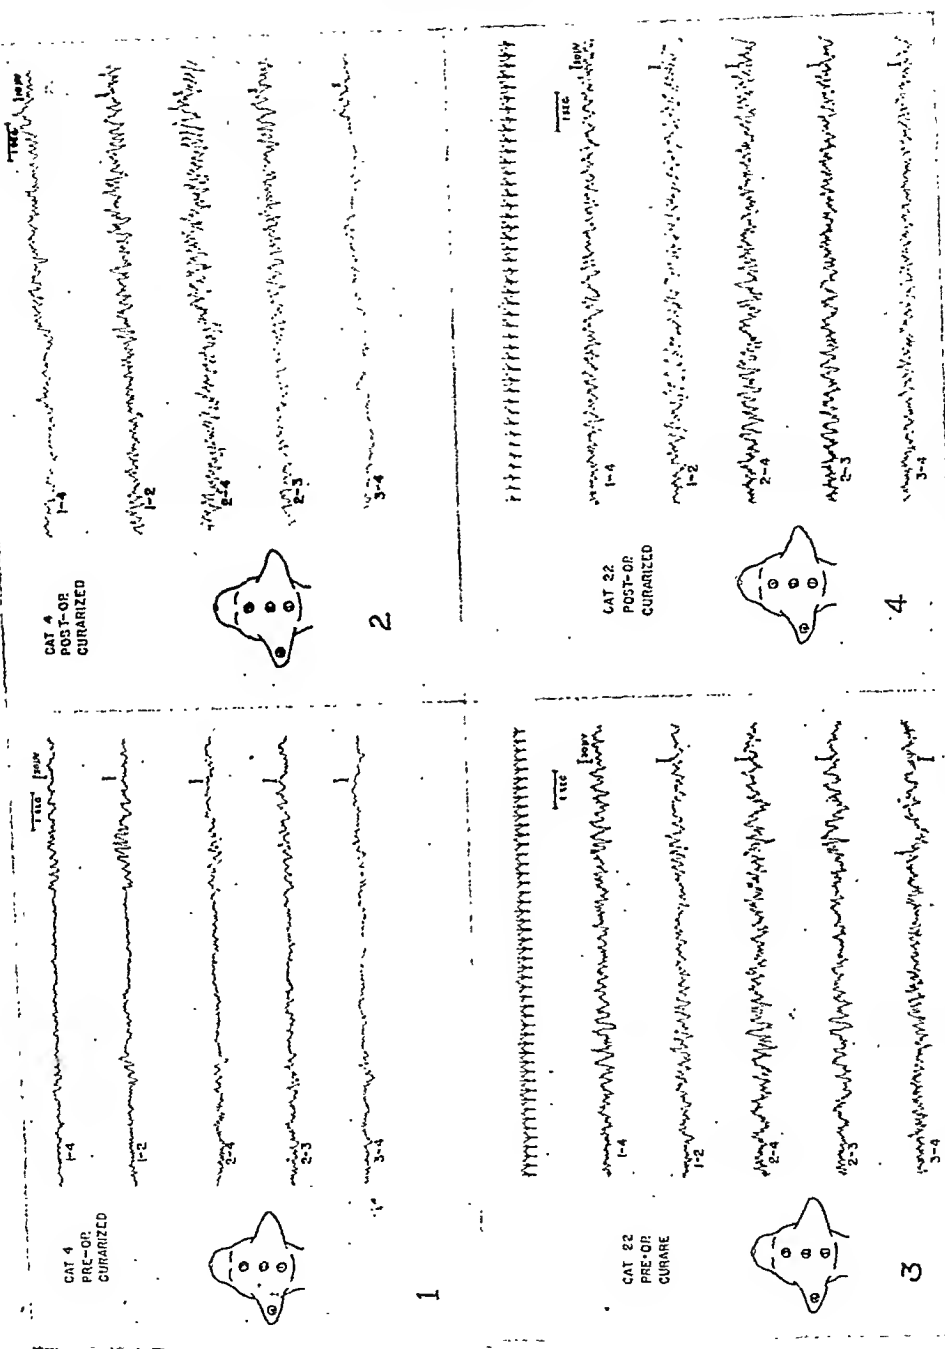 CAT 4
PRE-OP.
CURARIZED
1 SEC
20µV
1-4
1-2
2-4
2-3
3-4
1
CAT 4
POST-OP.
CURARIZED
1 SEC
1-4
1-2
2-4
2-3
3-4
2
CAT 22
PRE-OP.
CURARE
1 SEC
20µV
1-4
1-2
2-4
2-3
3-4
3
CAT 22
POST-OP.
CURARIZED
1 SEC
1-4
1-2
2-4
2-3
3-4
4